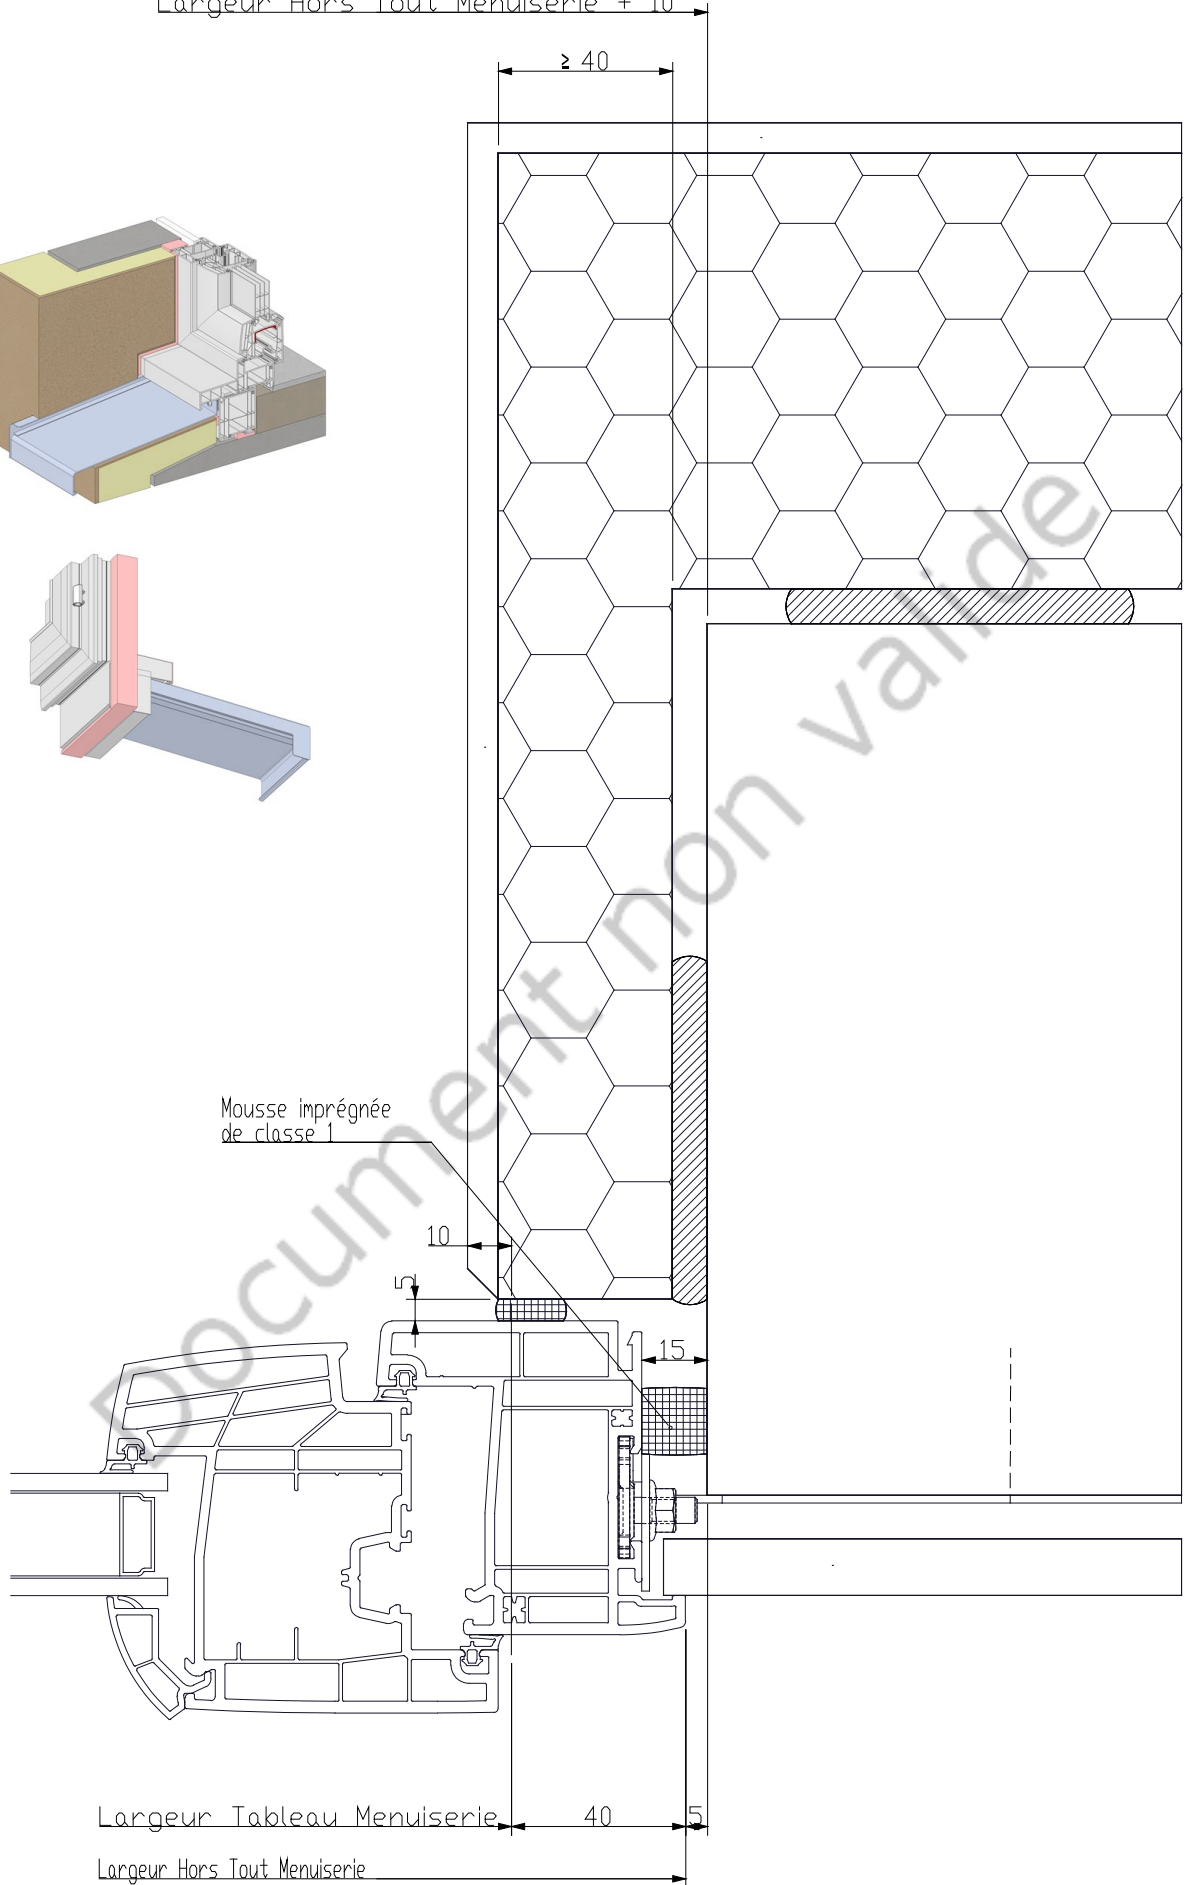 Largeur Hors Tout Menuiserie + 10
≥ 40
Document non valide
Mousse imprégnée
de classe 1
10
5
15
Largeur Tableau Menuiserie
40
5
Largeur Hors Tout Menuiserie